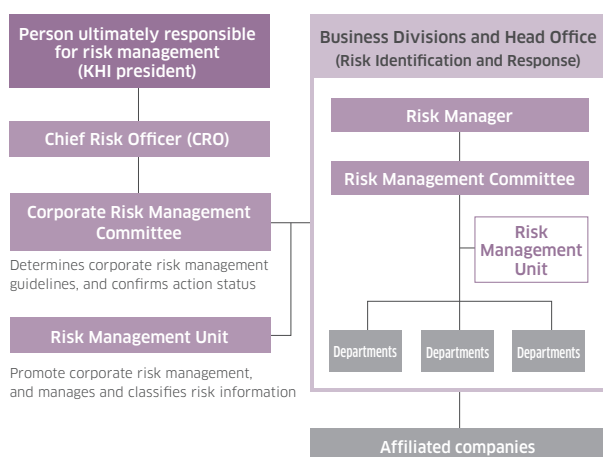 Person ultimately responsible
for risk management
(KHI president)
Chief Risk Officer (CRO)
Corporate Risk Management
Committee
Determines corporate risk management
guidelines, and confirms action status
Risk Management Unit
Promote corporate risk management,
and manages and classifies risk information
Business Divisions and Head Office
(Risk Identification and Response)
Risk Manager
Risk Management Committee
Risk
Management
Unit
Departments
Departments
Departments
Affiliated companies